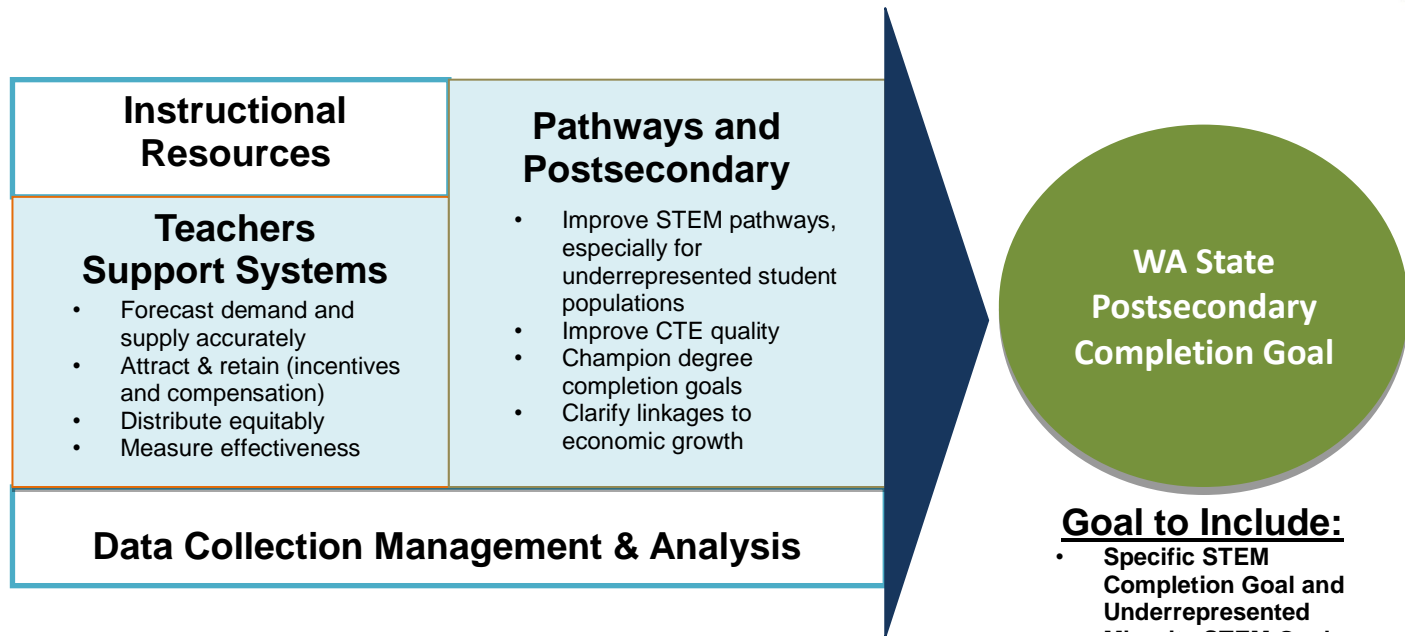 Instructional
Resources
Teachers
Support Systems
• Forecast demand and
supply accurately
• Attract & retain (incentives
and compensation)
• Distribute equitably
• Measure effectiveness
Pathways and
Postsecondary
• Improve STEM pathways,
especially for
underrepresented student
populations
• Improve CTE quality
• Champion degree
completion goals
• Clarify linkages to
economic growth
Data Collection Management & Analysis
WA State
Postsecondary
Completion Goal
Goal to Include:
• Specific STEM
Completion Goal and
Underrepresented